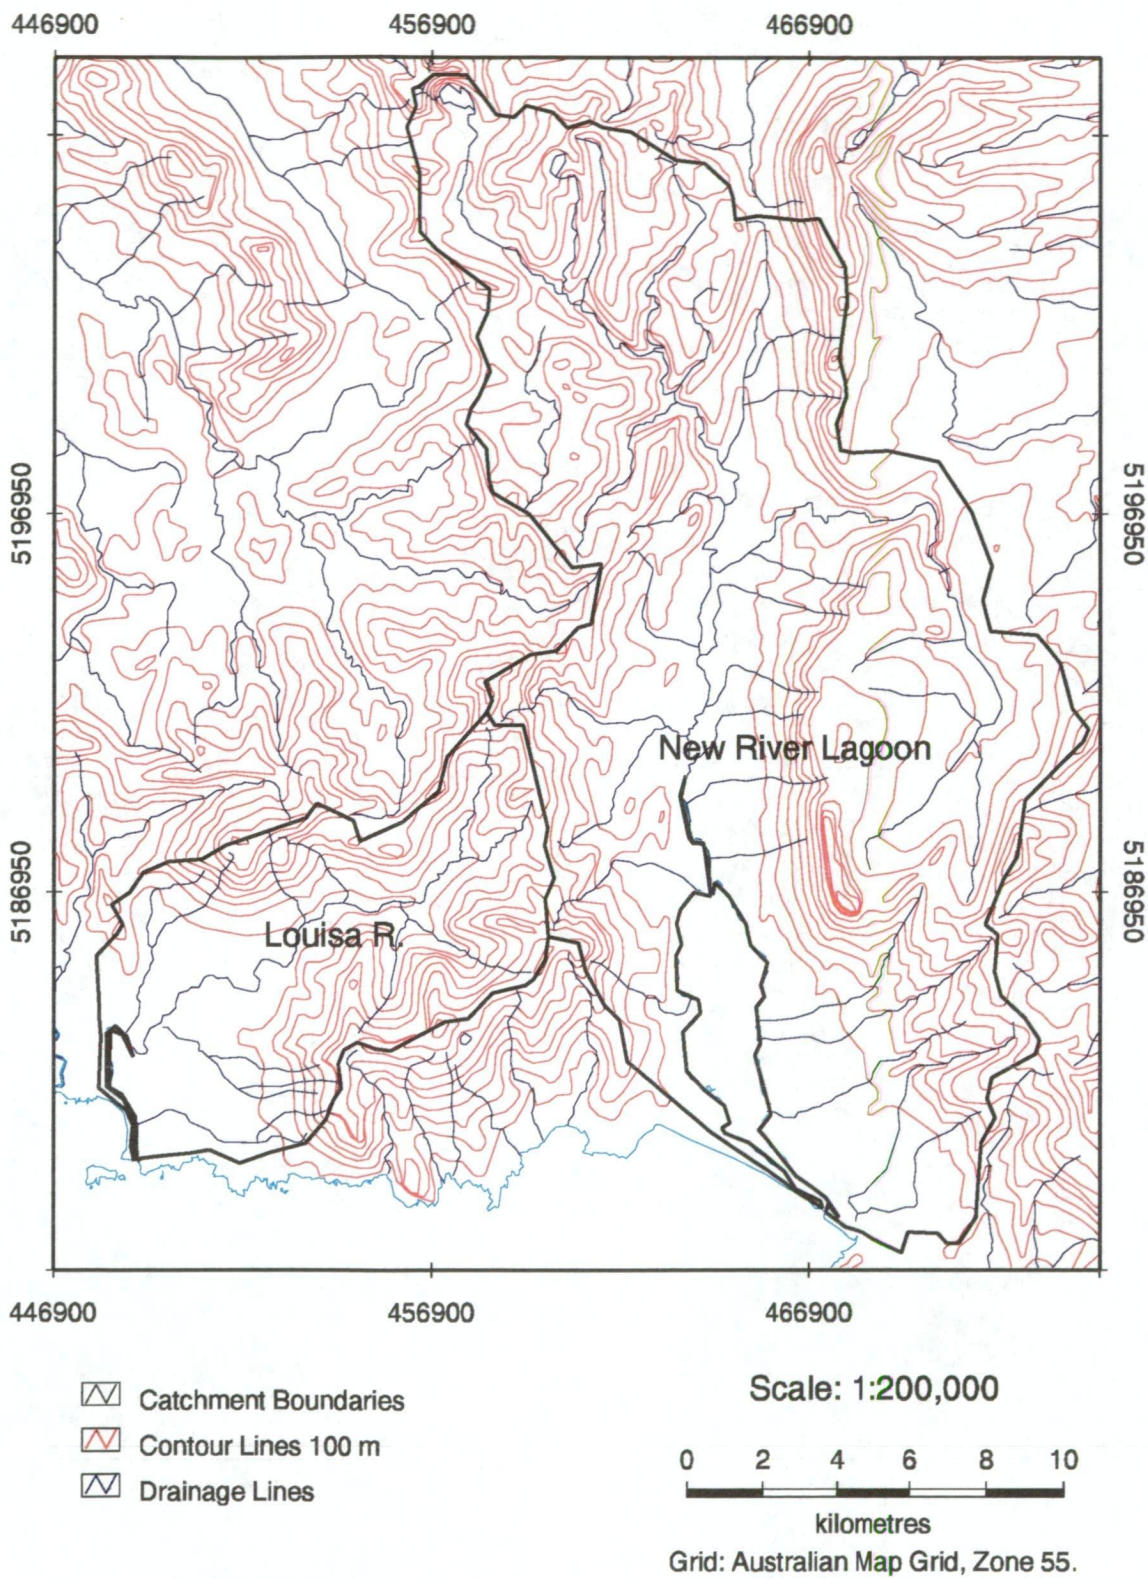 446900 456900 466900
5196950 5196950
New River Lagoon
5186950 5186950
Louisa R.
446900 456900 466900
Catchment Boundaries
Contour Lines 100 m
Drainage Lines
Scale: 1:200,000
0 2 4 6 8 10
kilometres
Grid: Australian Map Grid, Zone 55.